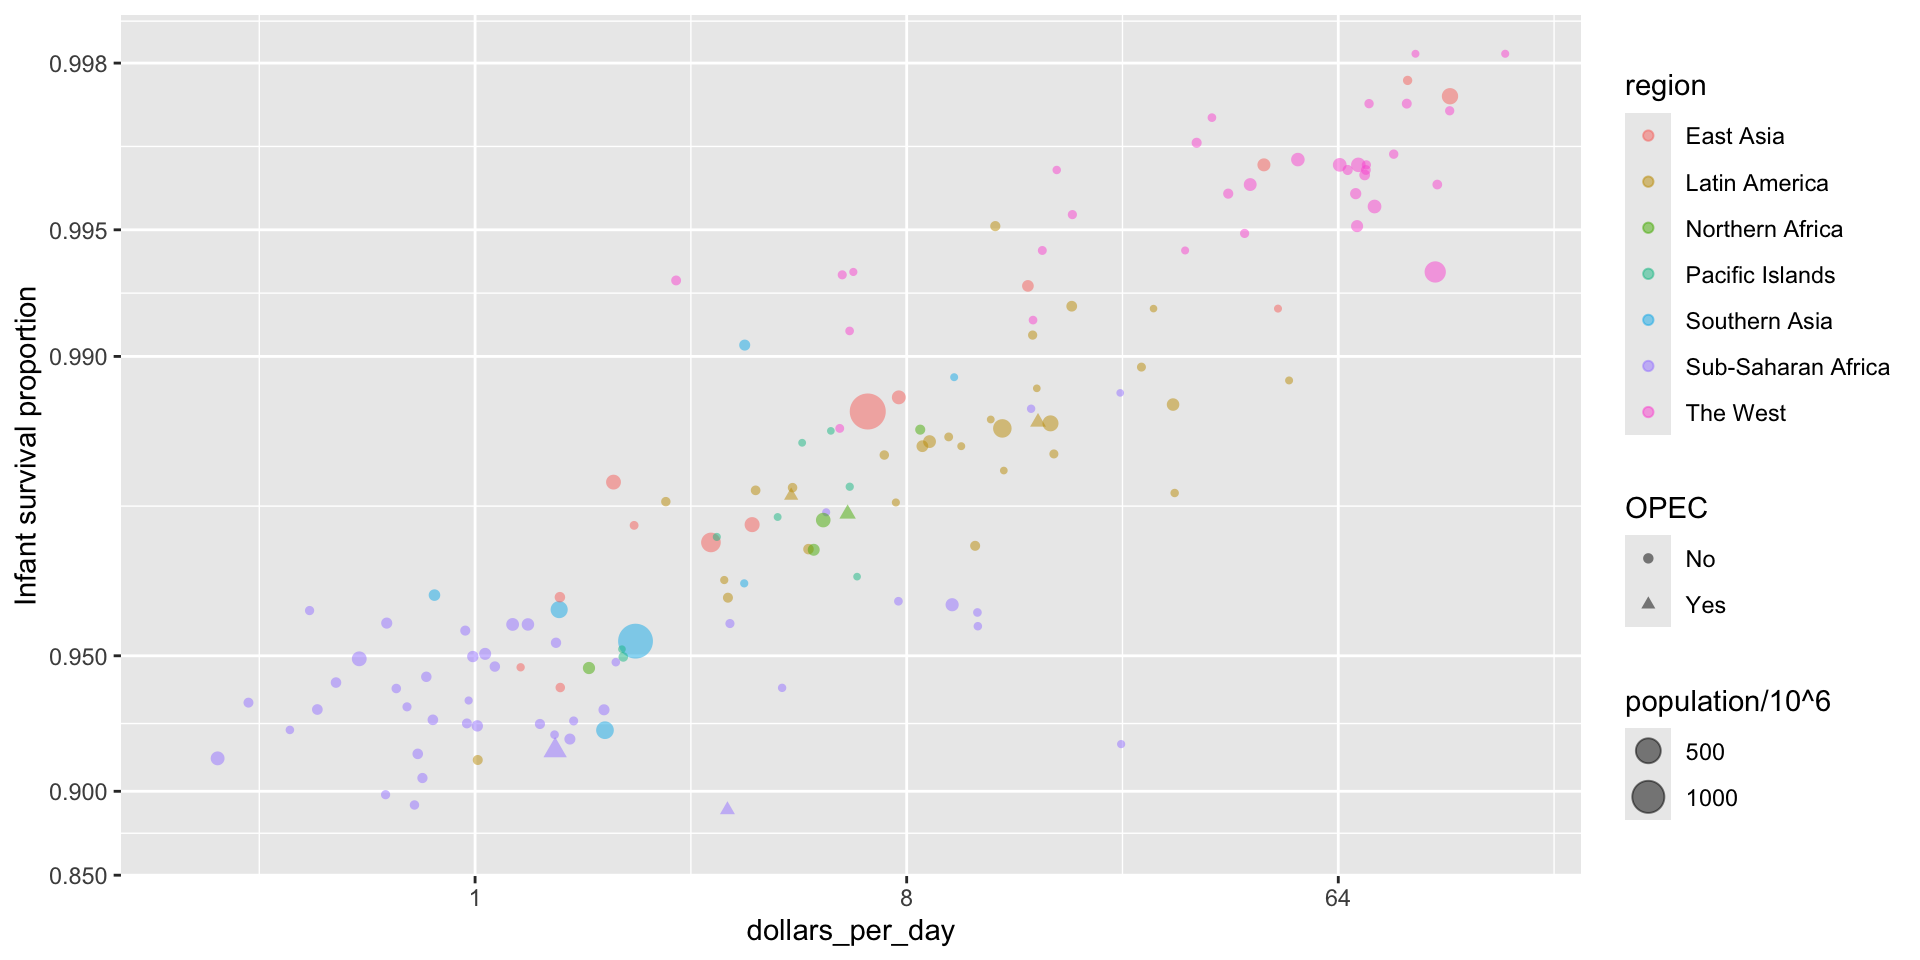 Infant survival proportion
0.998
0.995
0.990
0.950
0.900
0.850
1
8
64
dollars_per_day
region
East Asia
Latin America
Northern Africa
Pacific Islands
Southern Asia
Sub-Saharan Africa
The West
OPEC
No
Yes
population/10^6
500
1000